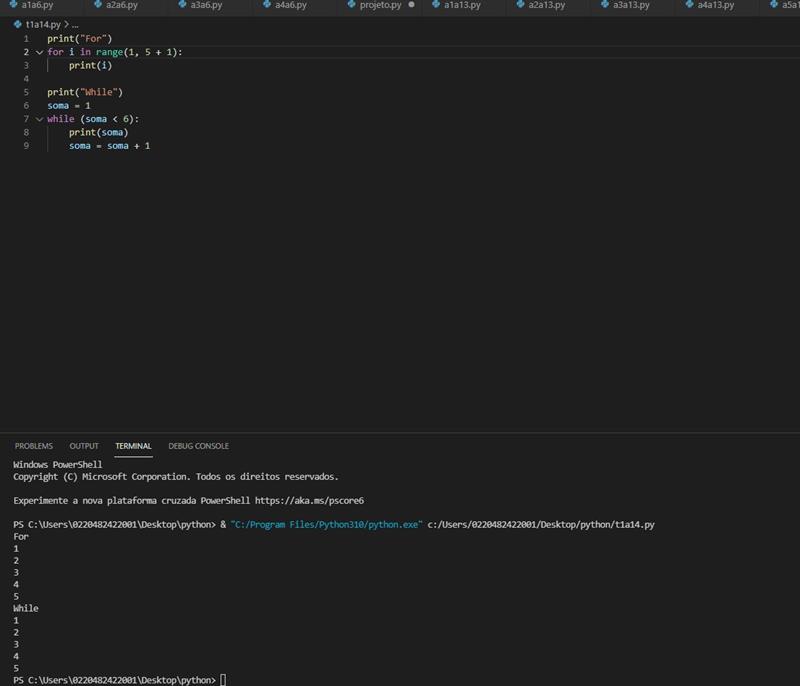 a1a6.py a2a6.py a3a6.py a4a6.py projeto.py a1a13.py a2a13.py a3a13.py a4a13.py a5a1
t1a14.py > ...
1 print("For")
2 for i in range(1, 5 + 1):
3 print(i)
4
5 print("While")
6 soma = 1
7 while (soma < 6):
8 print(soma)
9 soma = soma + 1
PROBLEMS OUTPUT TERMINAL DEBUG CONSOLE
Windows PowerShell
Copyright (C) Microsoft Corporation. Todos os direitos reservados.
Experimente a nova plataforma cruzada PowerShell https://aka.ms/pscore6
PS C:\Users\0220482422001\Desktop\python> & "C:/Program Files/Python310/python.exe" c:/Users/0220482422001/Desktop/python/t1a14.py
For
1
2
3
4
5
While
1
2
3
4
5
PS C:\Users\0220482422001\Desktop\python>